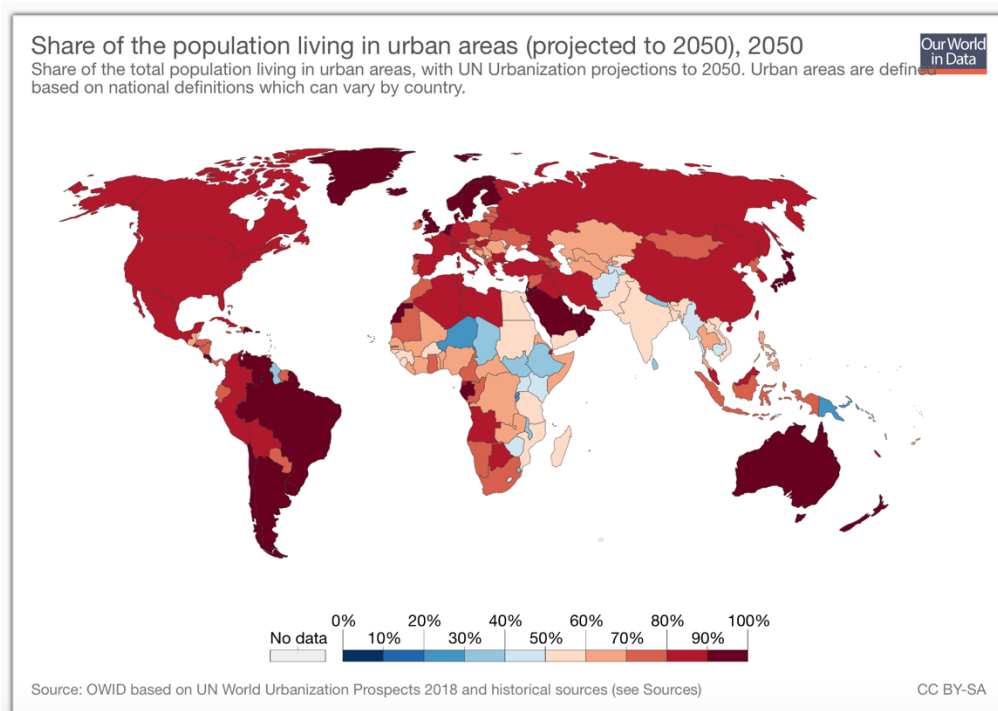 Share of the population living in urban areas (projected to 2050), 2050
Our World
in Data
Share of the total population living in urban areas, with UN Urbanization projections to 2050. Urban areas are defined
based on national definitions which can vary by country.
0% 20% 40% 60% 80% 100%
No data 10% 30% 50% 70% 90%
Source: OWID based on UN World Urbanization Prospects 2018 and historical sources (see Sources) CC BY-SA